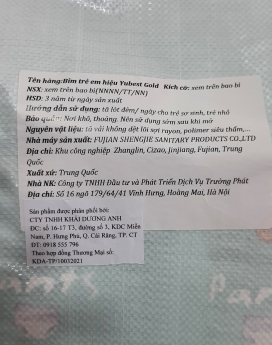 Tên hàng:Bỉm trẻ em hiệu Yubest Gold Kích cỡ: xem trên bao bì
NSX: xem trên bao bì(NNNN/TT/NN)
HSD: 3 năm từ ngày sản xuất
Hướng dẫn sử dụng: tã lót đêm/ ngày cho trẻ sơ sinh, trẻ nhỏ
Bảo quản: Nơi khô, thoáng. Nên sử dụng sớm sau khi mở
Nguyên vật liệu: tã vải không dệt lõi sợi rayon, polimer siêu thấm,...
Nhà máy sản xuất: FUJIAN SHENGJIE SANITARY PRODUCTS CO.,LTD
Địa chỉ: Khu công nghiệp Zhanglin, Cizao, Jinjiang, Fujian, Trung
Quốc
Xuất xứ: Trung Quốc
Nhà NK: Công ty TNHH Đầu tư và Phát Triển Dịch Vụ Trường Phát
Địa chỉ: Số 16 ngõ 179/64/41 Vĩnh Hưng, Hoàng Mai, Hà Nội
Sản phẩm được phân phối bởi:
CTY TNHH KHẢI DƯƠNG ANH
ĐC: số 16-17 T3, đường số 3, KDC Miền
Nam, P. Hưng Phú, Q. Cái Răng, TP. CT
ĐT: 0918 555 796
Theo hợp đồng Thương Mại số:
KDA-TP/10032021